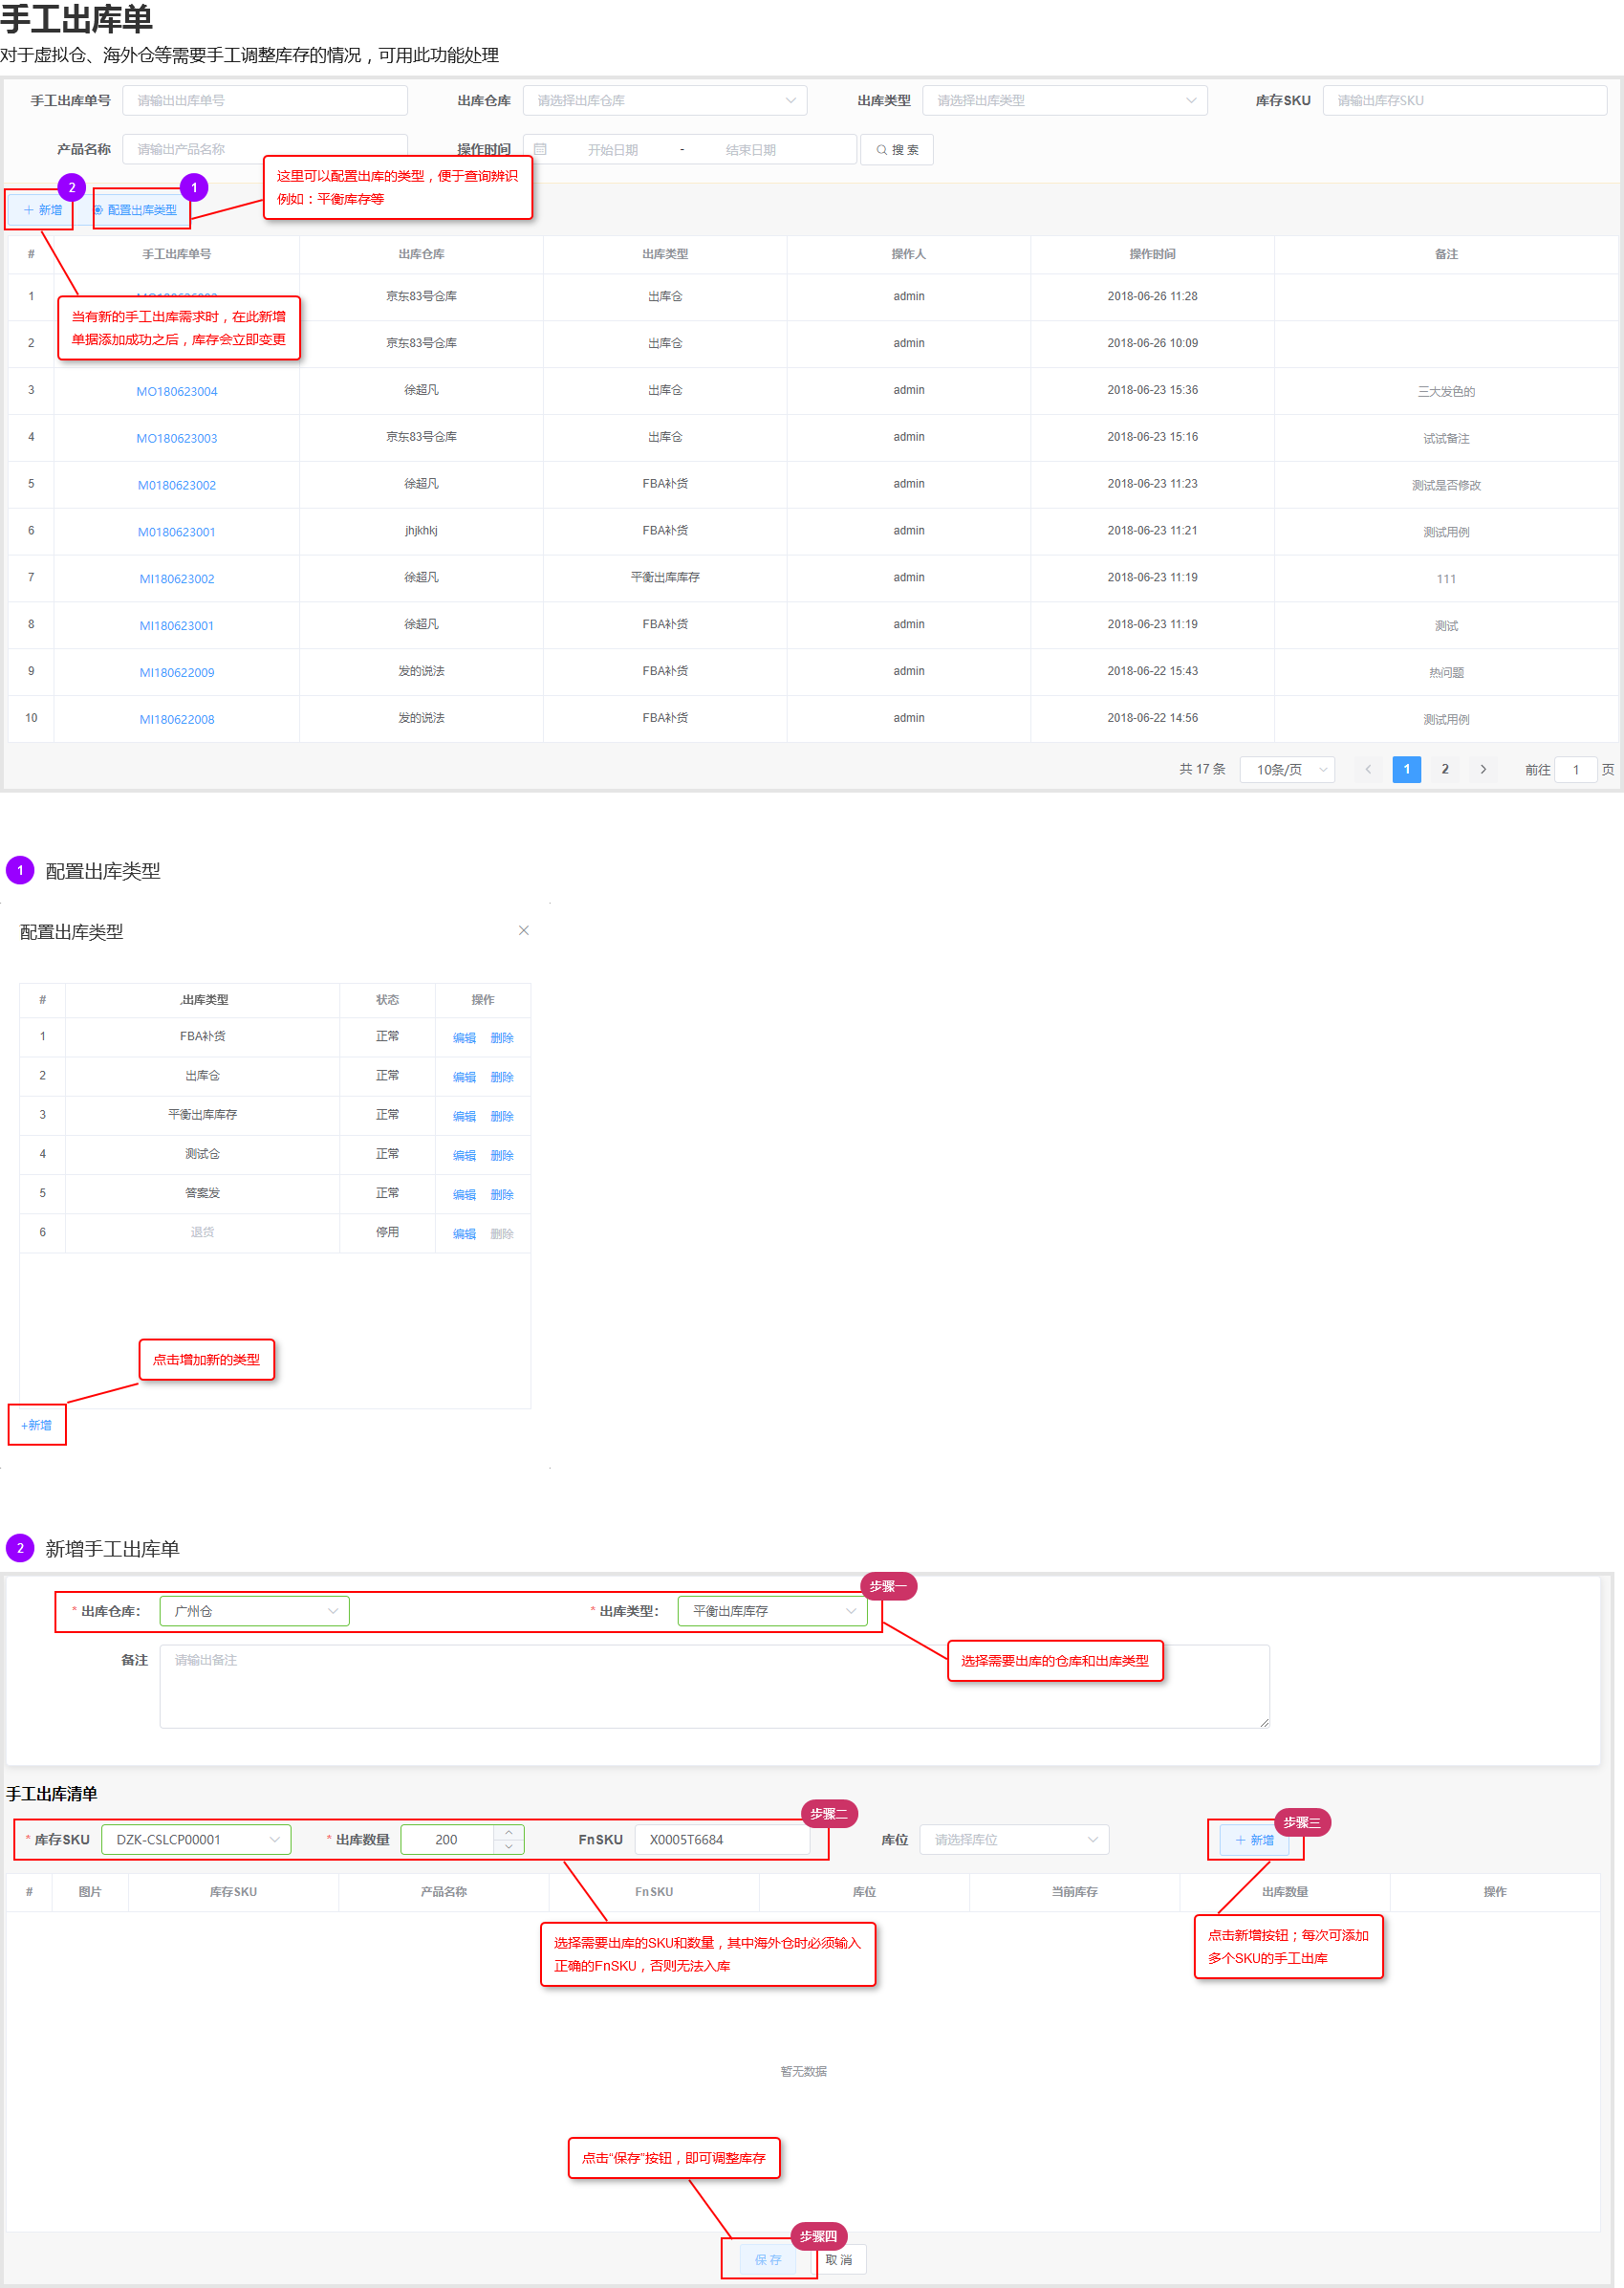 手工出库单
对于虚拟仓、海外仓等需要手工调整库存的情况，可用此功能处理
手工出库单号 请输出出库单号 出库仓库 请选择出库仓库 出库类型 请选择出库类型 库存SKU 请输出库存SKU
产品名称 请输出产品名称 操作时间 开始日期 - 结束日期 搜 索
这里可以配置出库的类型，便于查询辨识
例如：平衡库存等
2 1
+ 新增 配置出库类型
# 手工出库单号 出库仓库 出库类型 操作人 操作时间 备注
1 京东83号仓库 出库仓 admin 2018-06-26 11:28
当有新的手工出库需求时，在此新增
单据添加成功之后，库存会立即变更
2 京东83号仓库 出库仓 admin 2018-06-26 10:09
3 MO180623004 徐超凡 出库仓 admin 2018-06-23 15:36 三大发色的
4 MO180623003 京东83号仓库 出库仓 admin 2018-06-23 15:16 试试备注
5 M0180623002 徐超凡 FBA补货 admin 2018-06-23 11:23 测试是否修改
6 M0180623001 jhjkhkj FBA补货 admin 2018-06-23 11:21 测试用例
7 MI180623002 徐超凡 平衡出库库存 admin 2018-06-23 11:19 111
8 MI180623001 徐超凡 FBA补货 admin 2018-06-23 11:19 测试
9 MI180622009 发的说法 FBA补货 admin 2018-06-22 15:43 热问题
10 MI180622008 发的说法 FBA补货 admin 2018-06-22 14:56 测试用例
共 17 条 10条/页 < 1 2 > 前往 1 页
1 配置出库类型
配置出库类型 ×
# 出库类型 状态 操作
1 FBA补货 正常 编辑 删除
2 出库仓 正常 编辑 删除
3 平衡出库库存 正常 编辑 删除
4 测试仓 正常 编辑 删除
5 答案发 正常 编辑 删除
6 退货 停用 编辑 删除
点击增加新的类型
+新增
2 新增手工出库单
步骤一
* 出库仓库： 广州仓 * 出库类型： 平衡出库库存
备注 请输出备注
选择需要出库的仓库和出库类型
手工出库清单
步骤二 步骤三
* 库存SKU DZK-CSLCP00001 * 出库数量 200 FnSKU X0005T6684 库位 请选择库位 + 新增
# 图片 库存SKU 产品名称 FnSKU 库位 当前库存 出库数量 操作
选择需要出库的SKU和数量，其中海外仓时必须输入
正确的FnSKU，否则无法入库
点击新增按钮；每次可添加
多个SKU的手工出库
暂无数据
点击“保存”按钮，即可调整库存
步骤四
保 存 取 消